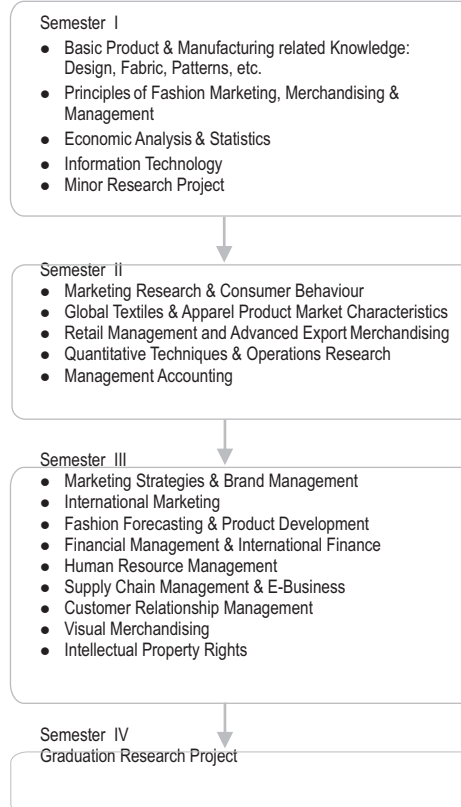 Semester I
● Basic Product & Manufacturing related Knowledge:
Design, Fabric, Patterns, etc.
● Principles of Fashion Marketing, Merchandising &
Management
● Economic Analysis & Statistics
● Information Technology
● Minor Research Project
Semester II
● Marketing Research & Consumer Behaviour
● Global Textiles & Apparel Product Market Characteristics
● Retail Management and Advanced Export Merchandising
● Quantitative Techniques & Operations Research
● Management Accounting
Semester III
● Marketing Strategies & Brand Management
● International Marketing
● Fashion Forecasting & Product Development
● Financial Management & International Finance
● Human Resource Management
● Supply Chain Management & E-Business
● Customer Relationship Management
● Visual Merchandising
● Intellectual Property Rights
Semester IV
Graduation Research Project